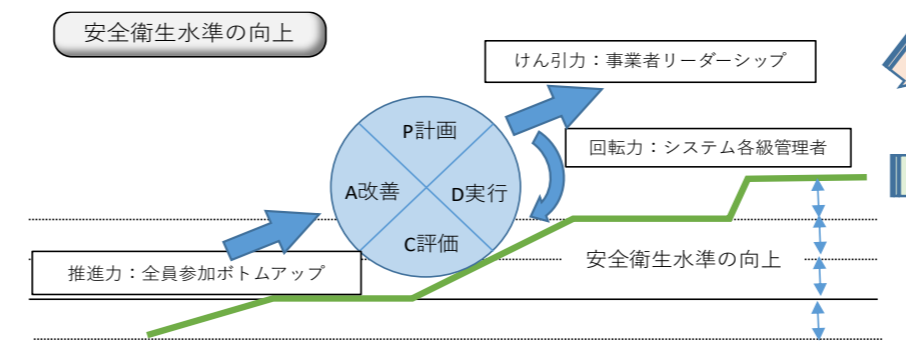 安全衛生水準の向上
けん引力：事業者リーダーシップ
P計画
回転力：システム各級管理者
A改善
D実行
C評価
安全衛生水準の向上
推進力：全員参加ボトムアップ